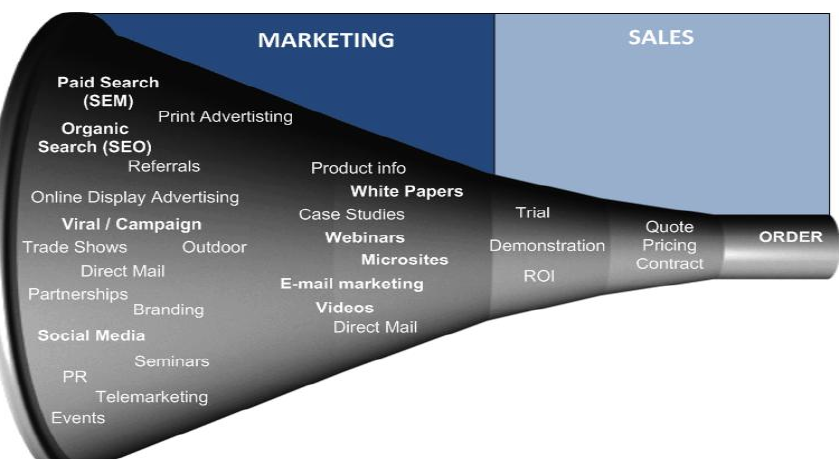 MARKETING
SALES
Paid Search
(SEM)
Print Advertisting
Organic
Search (SEO)
Referrals
Online Display Advertising
Viral / Campaign
Trade Shows
Outdoor
Direct Mail
Partnerships
Branding
Social Media
Seminars
PR
Telemarketing
Events
Product info
White Papers
Case Studies
Webinars
Microsites
E-mail marketing
Videos
Direct Mail
Trial
Demonstration
ROI
Quote
Pricing
Contract
ORDER